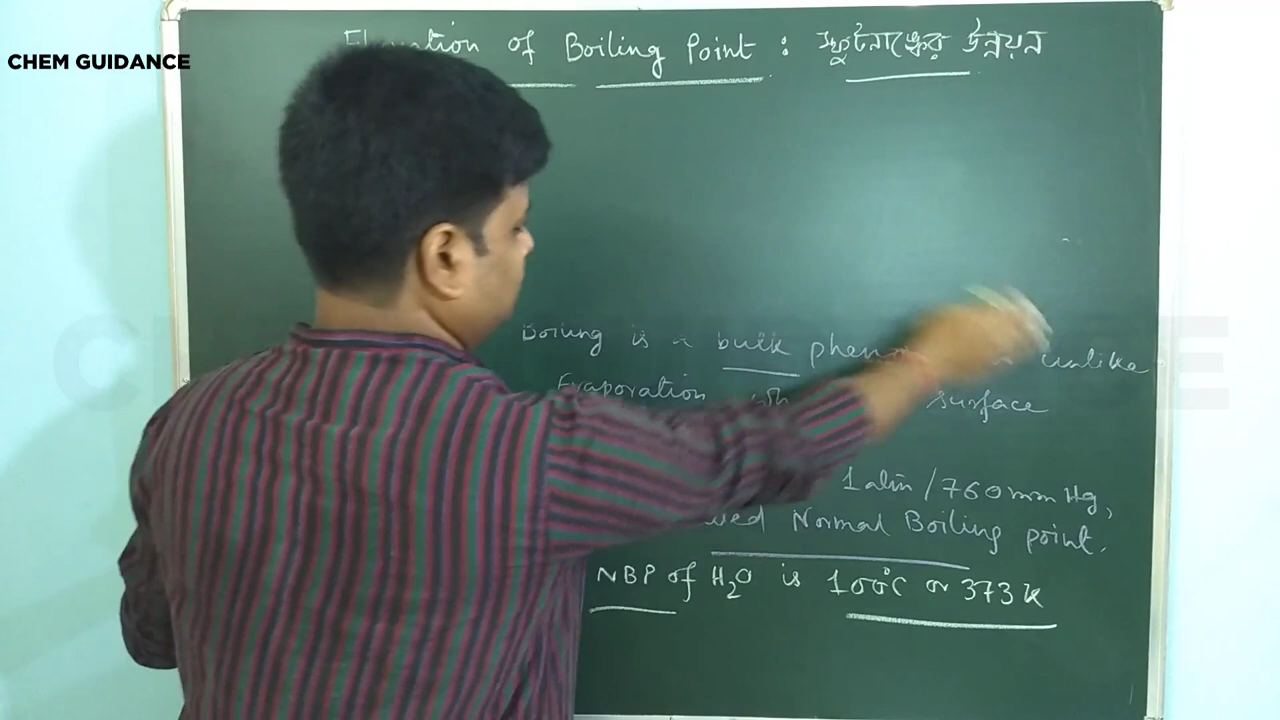 CHEM GUIDANCE
of Boiling Point : স্ফুটনাঙ্কের উন্নয়ন
Boiling is a bulk unlike
Evaporation surface
1 atm / 760 mm Hg,
Normal Boiling point.
NBP of H₂O is 100°C or 373 K